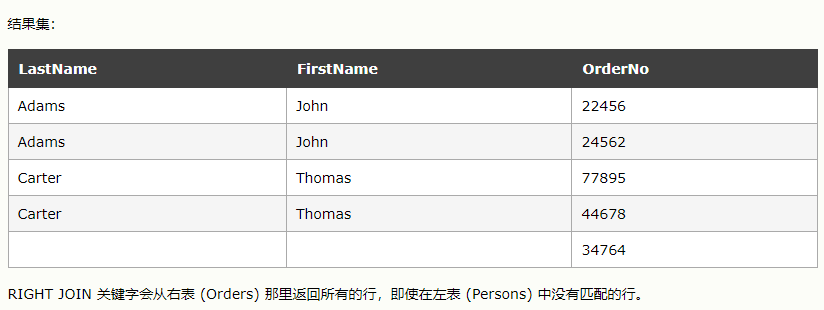 结果集：
LastName FirstName OrderNo
Adams John 22456
Adams John 24562
Carter Thomas 77895
Carter Thomas 44678
34764
RIGHT JOIN 关键字会从右表 (Orders) 那里返回所有的行，即使在左表 (Persons) 中没有匹配的行。